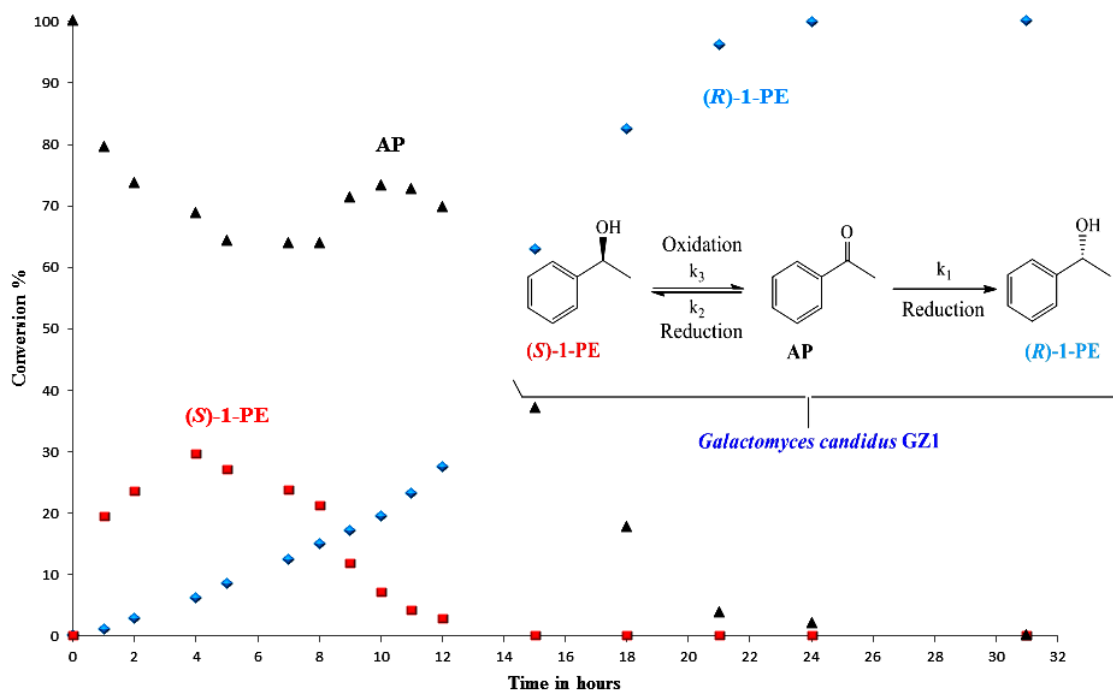 100
90
80
70
60
50
40
30
20
10
0
Conversion %
0
2
4
6
8
10
12
14
16
18
20
22
24
26
28
30
32
Time in hours
(R)-1-PE
AP
(S)-1-PE
OH
O
OH
Oxidation
k3
k2
Reduction
k1
Reduction
(S)-1-PE
AP
(R)-1-PE
Galactomyces candidus GZ1